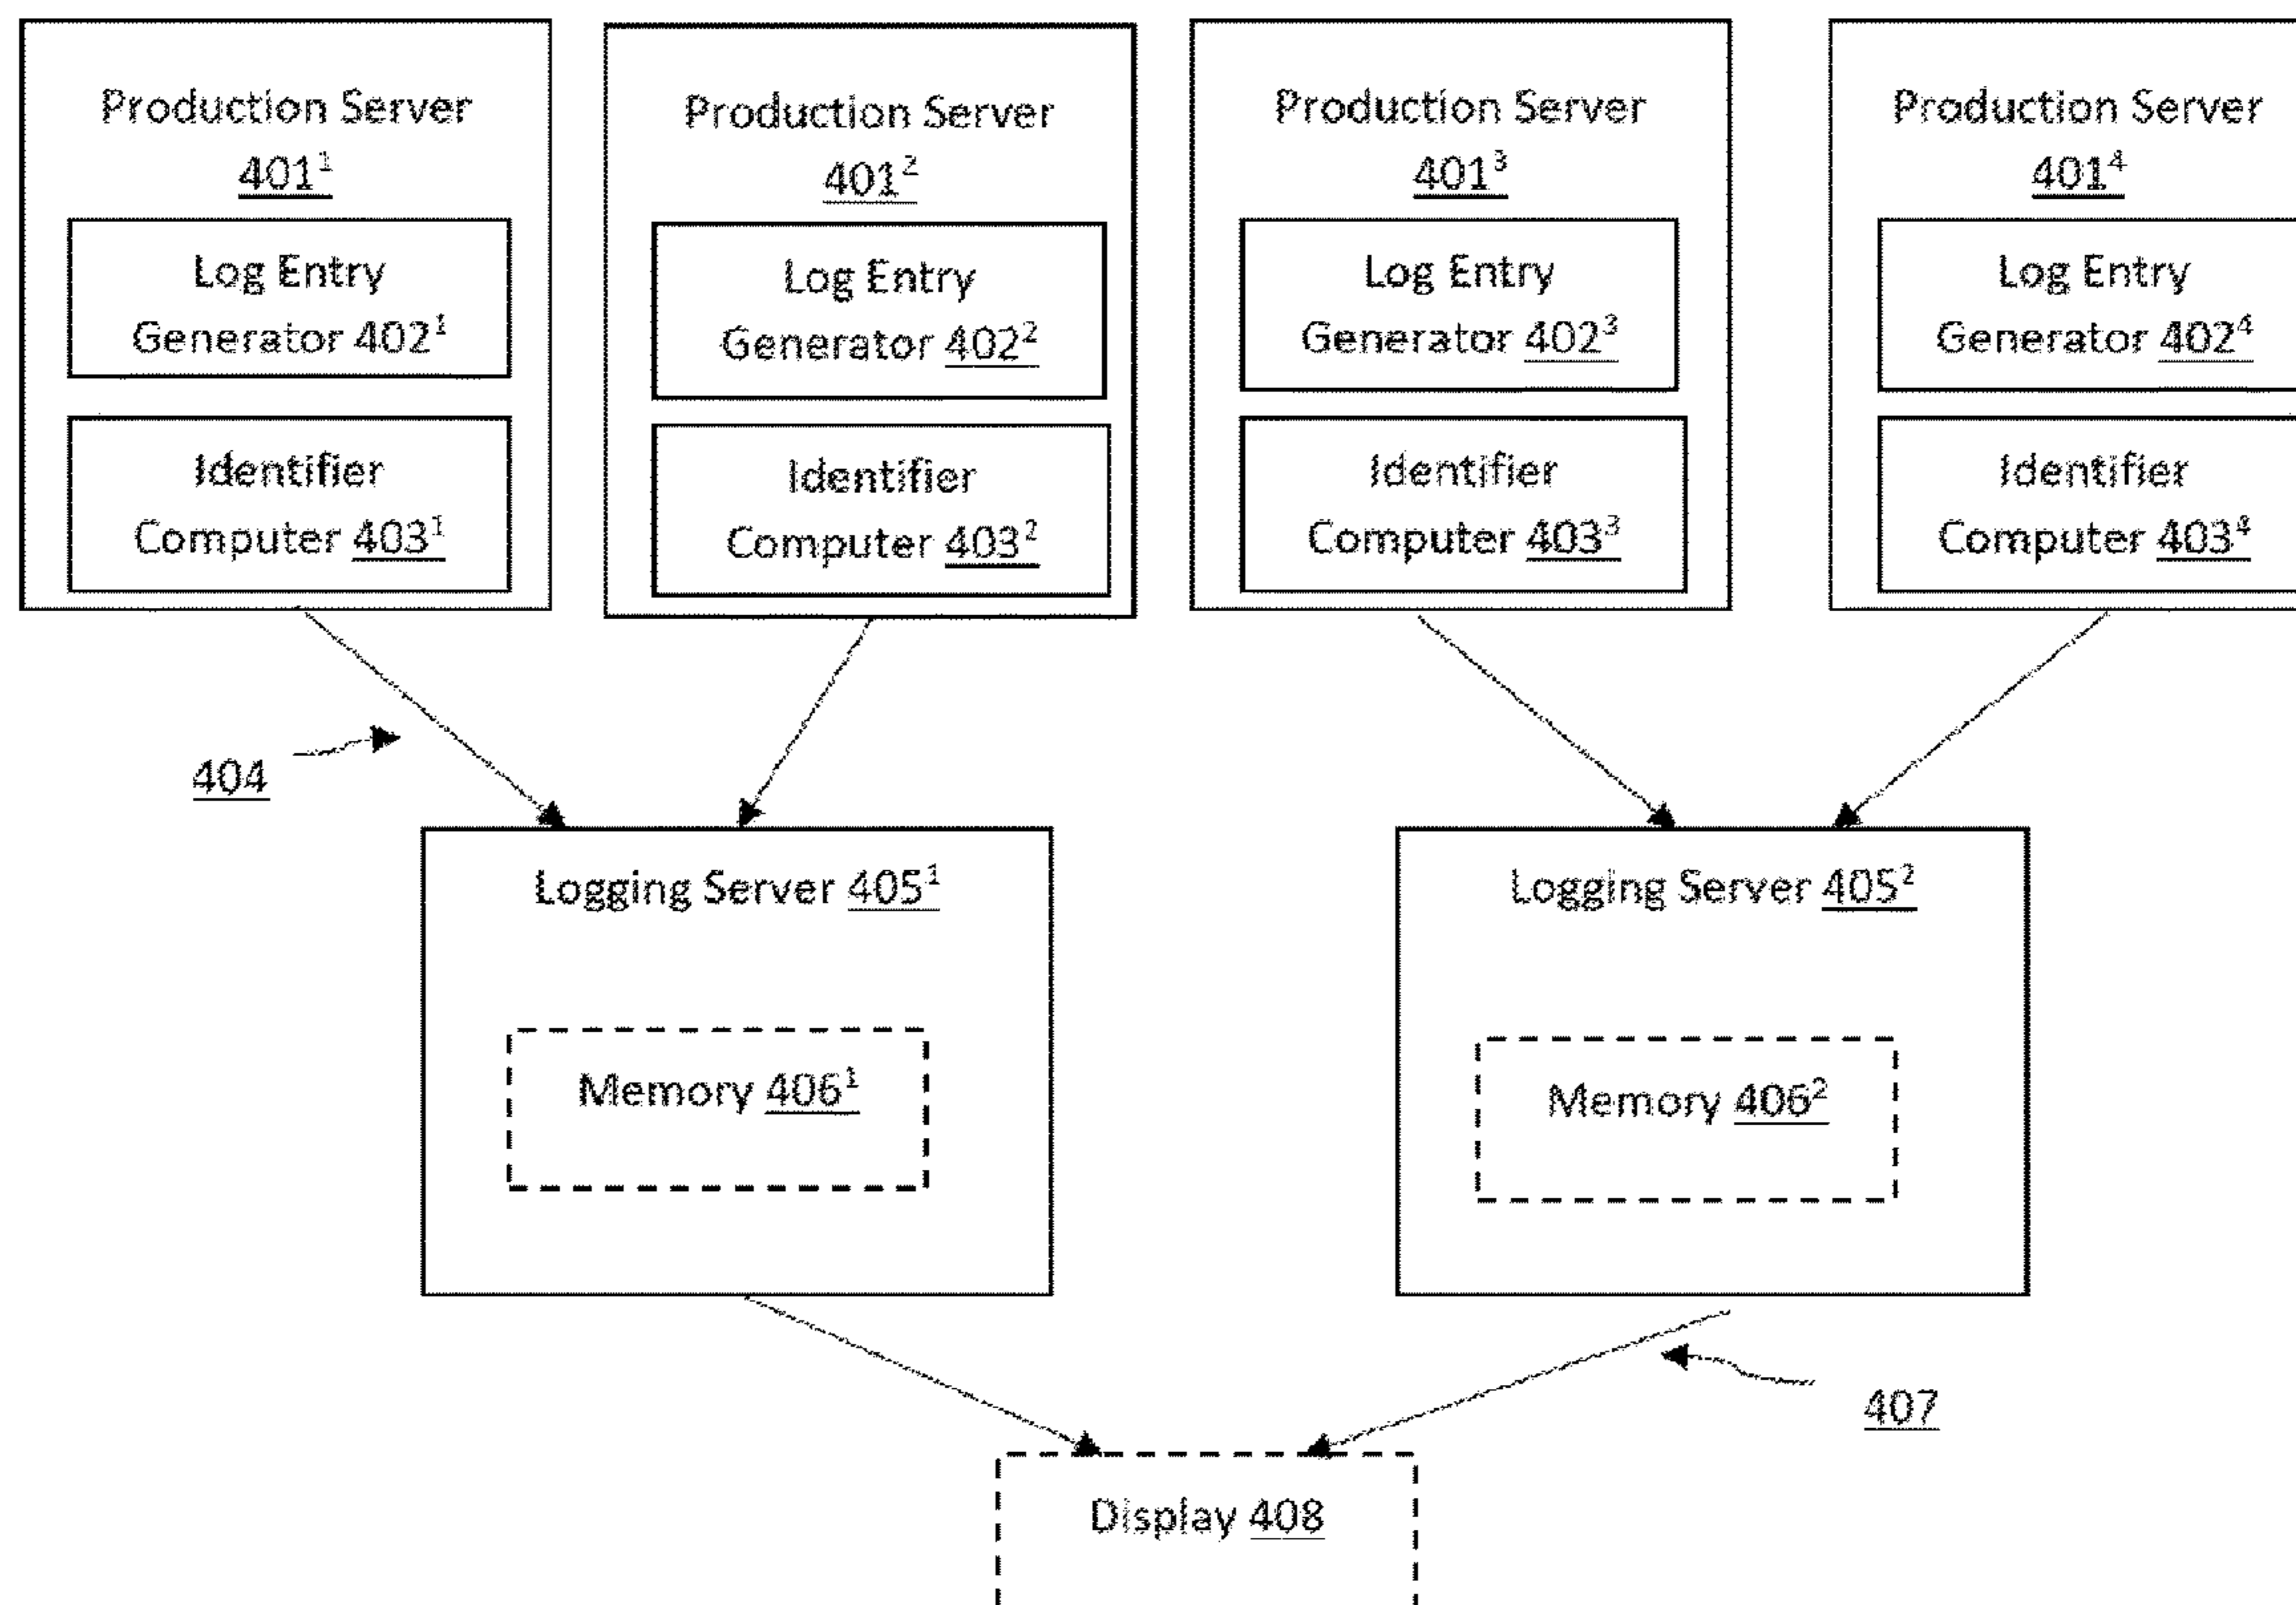 Production Server
401¹
Log Entry
Generator 402¹
Identifier
Computer 403¹
Production Server
401²
Log Entry
Generator 402²
Identifier
Computer 403²
Production Server
401³
Log Entry
Generator 402³
Identifier
Computer 403³
Production Server
401⁴
Log Entry
Generator 402⁴
Identifier
Computer 403⁴
404
Logging Server 405¹
Memory 406¹
Logging Server 405²
Memory 406²
407
Display 408